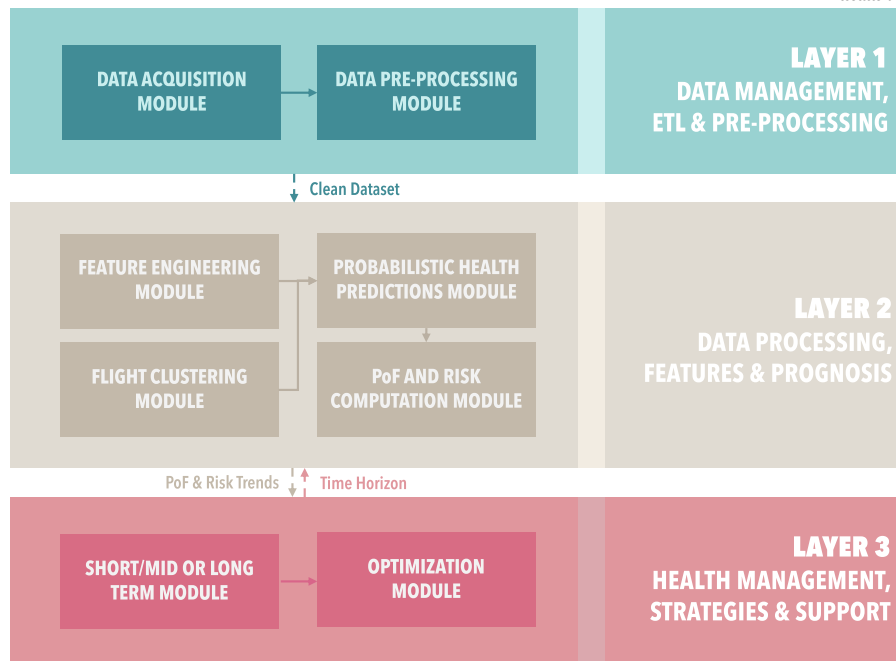 DATA ACQUISITION
MODULE
DATA PRE-PROCESSING
MODULE
LAYER 1
DATA MANAGEMENT,
ETL & PRE-PROCESSING
Clean Dataset
FEATURE ENGINEERING
MODULE
PROBABILISTIC HEALTH
PREDICTIONS MODULE
FLIGHT CLUSTERING
MODULE
PoF AND RISK
COMPUTATION MODULE
LAYER 2
DATA PROCESSING,
FEATURES & PROGNOSIS
PoF & Risk Trends
Time Horizon
SHORT/MID OR LONG
TERM MODULE
OPTIMIZATION
MODULE
LAYER 3
HEALTH MANAGEMENT,
STRATEGIES & SUPPORT